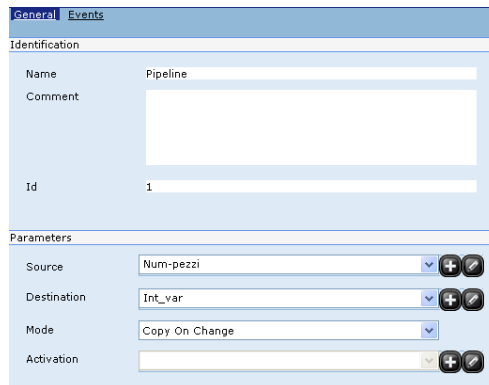 General Events
Identification
Name Pipeline
Comment
Id 1
Parameters
Source Num-pezzi
Destination Int_var
Mode Copy On Change
Activation